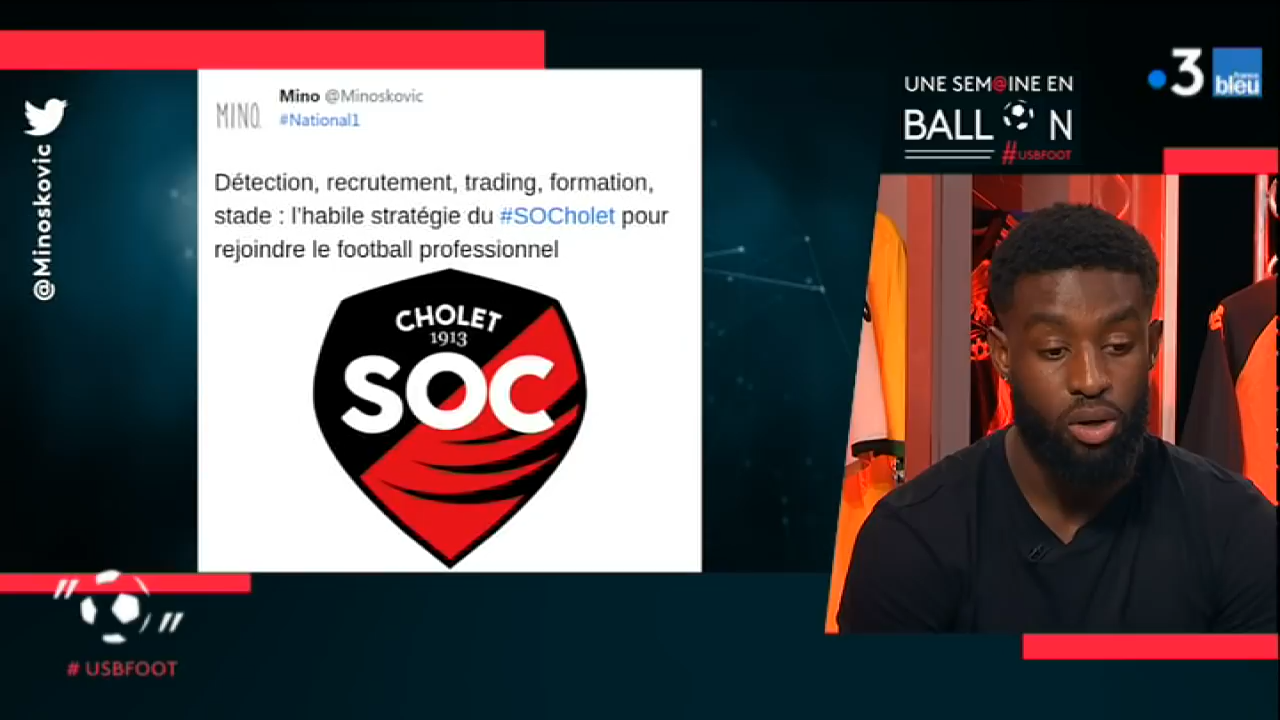 @Minoskovic
MINO.
Mino @Minoskovic
#National1
Détection, recrutement, trading, formation,
stade : l'habile stratégie du #SOCholet pour
rejoindre le football professionnel
CHOLET
1913
SOC
UNE SEM@INE EN
BALL N
#USBFOOT
3
France
bleu
# USBFOOT